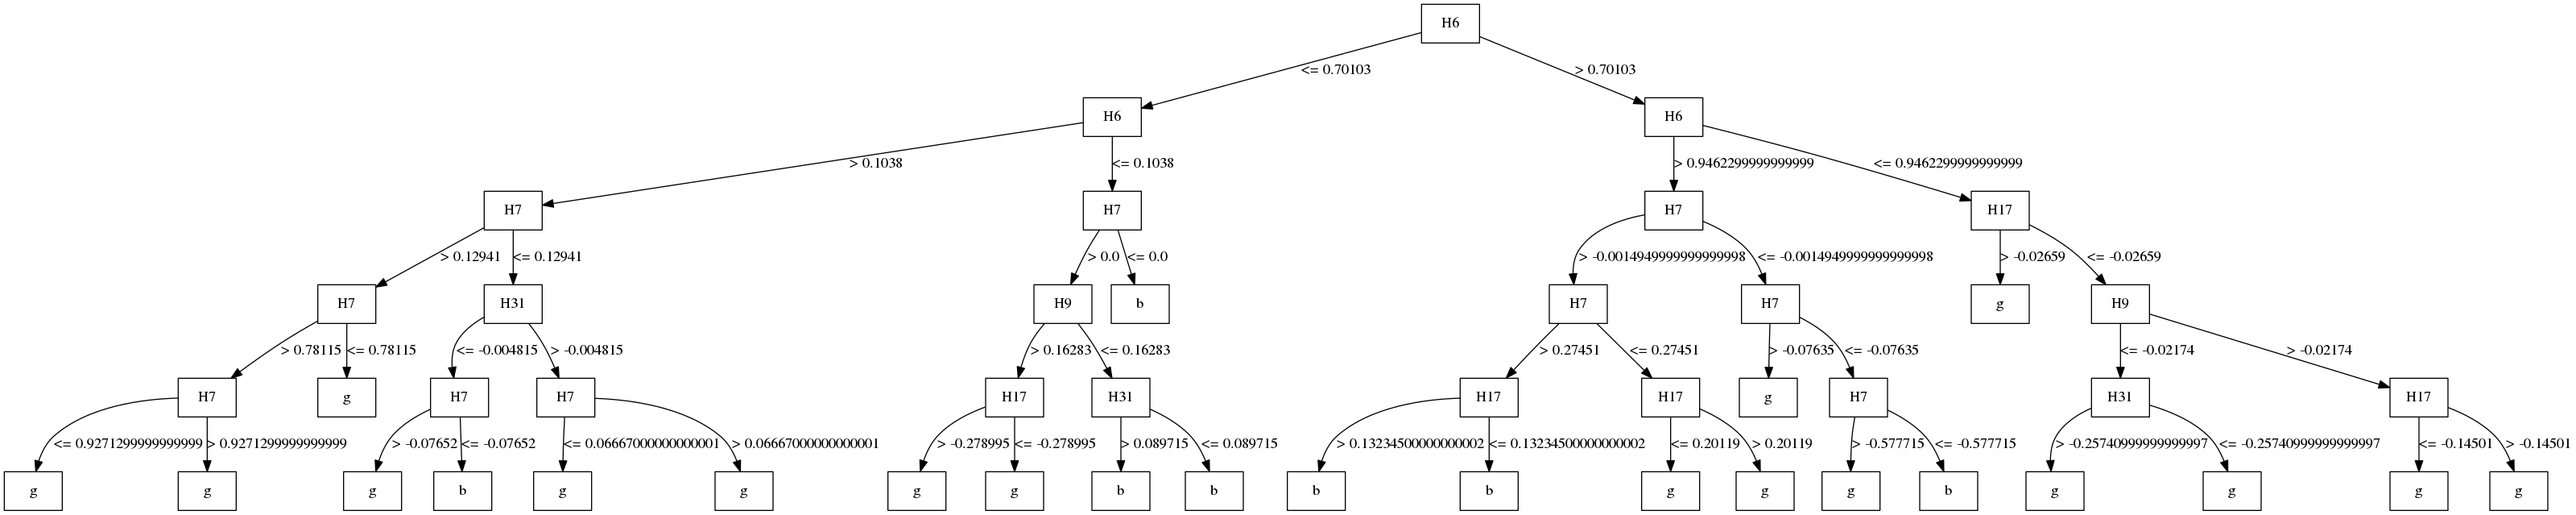 H6
<= 0.70103 > 0.70103
H6 H6
> 0.1038 <= 0.1038 > 0.9462299999999999 <= 0.9462299999999999
H7 H7 H7 H17
> 0.12941 <= 0.12941 > 0.0 <= 0.0 > -0.0014949999999999998 <= -0.0014949999999999998 > -0.02659 <= -0.02659
H7 H31 H9 b H7 H7 g H9
> 0.78115 <= 0.78115 <= -0.004815 > -0.004815 > 0.16283 <= 0.16283 > 0.27451 <= 0.27451 > -0.07635 <= -0.07635 <= -0.02174 > -0.02174
H7 g H7 H7 H17 H31 H17 H17 g H7 H31 H17
<= 0.9271299999999999 > 0.9271299999999999 > -0.07652 <= -0.07652 <= 0.06667000000000001 > 0.06667000000000001 > -0.278995 <= -0.278995 > 0.089715 <= 0.089715 > 0.13234500000000002 <= 0.13234500000000002 <= 0.20119 > 0.20119 > -0.577715 <= -0.577715 > -0.25740999999999997 <= -0.25740999999999997 <= -0.14501 > -0.14501
g g g b g g g g b b b b g g g b g g g g